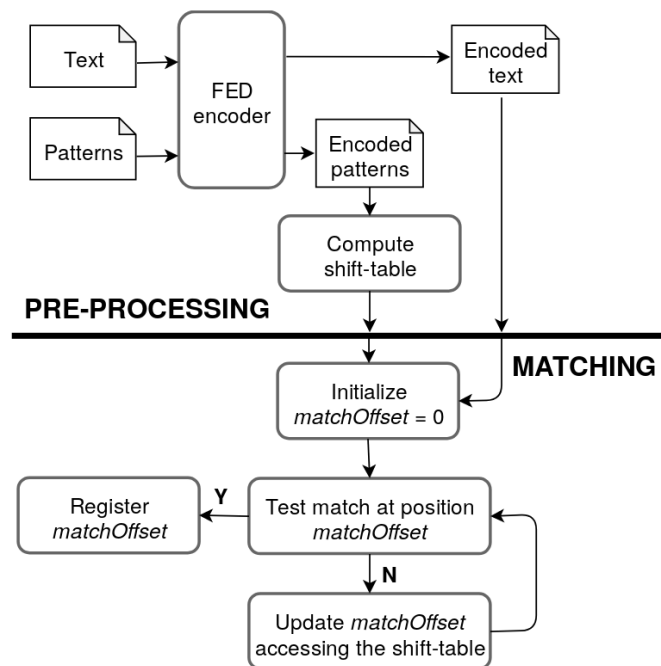 Text
FED
encoder
Encoded
text
Patterns
Encoded
patterns
Compute
shift-table
PRE-PROCESSING
MATCHING
Initialize
matchOffset = 0
Register
matchOffset
Y
Test match at position
matchOffset
N
Update matchOffset
accessing the shift-table